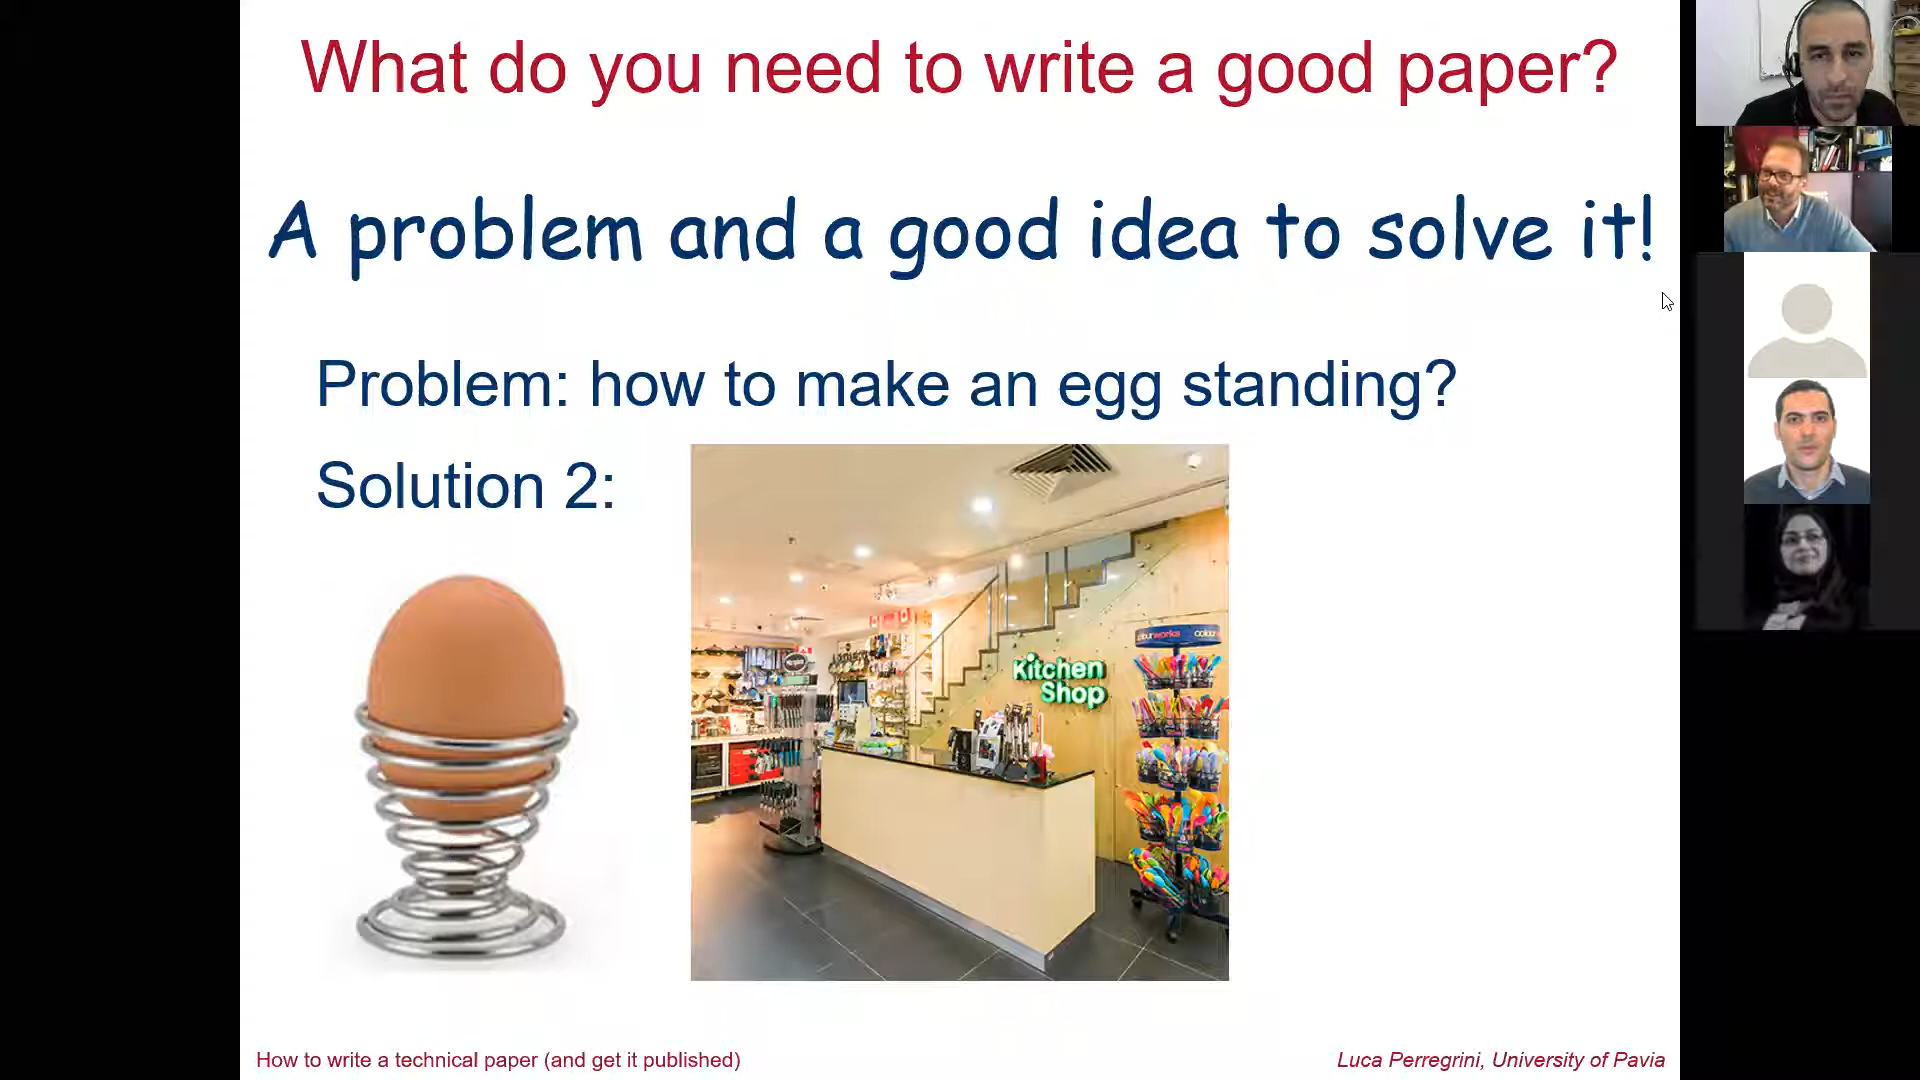 What do you need to write a good paper?
A problem and a good idea to solve it!
Problem: how to make an egg standing?
Solution 2:
colourworks colour
Kitchen
Shop
How to write a technical paper (and get it published)
Luca Perregrini, University of Pavia